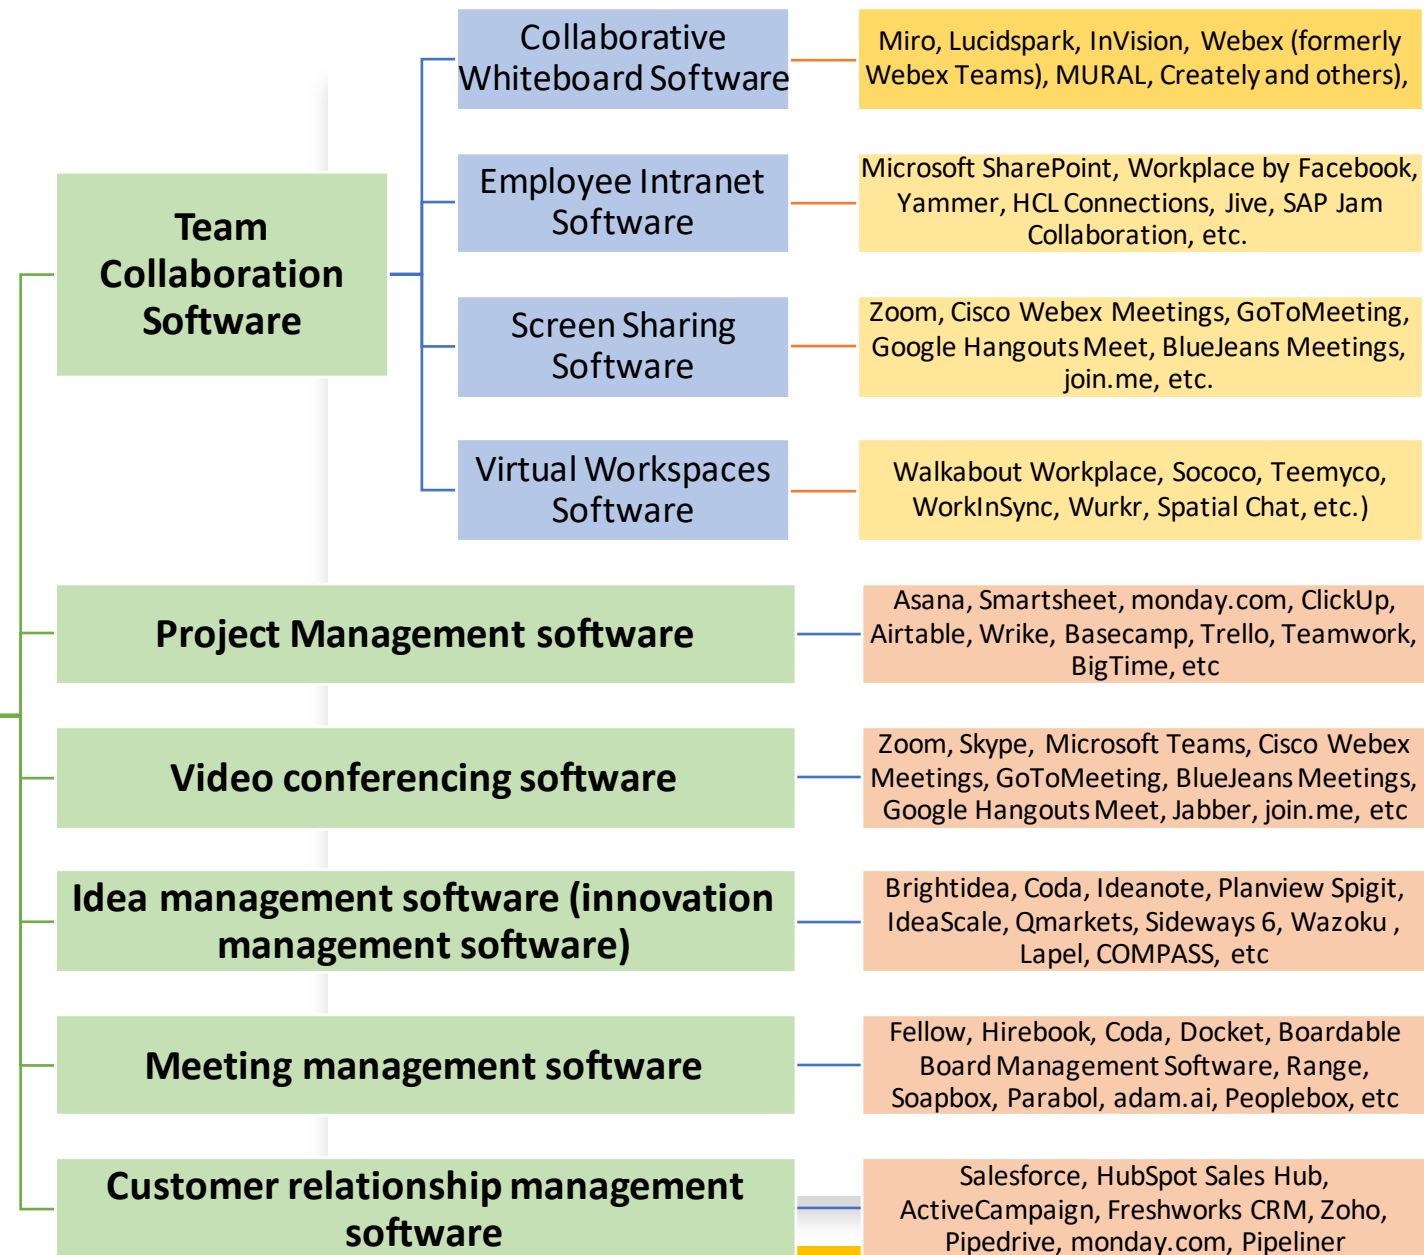 Collaborative
Whiteboard Software
Miro, Lucidspark, InVision, Webex (formerly
Webex Teams), MURAL, Creately and others),
Team
Collaboration
Software
Employee Intranet
Software
Microsoft SharePoint, Workplace by Facebook,
Yammer, HCL Connections, Jive, SAP Jam
Collaboration, etc.
Screen Sharing
Software
Zoom, Cisco Webex Meetings, GoToMeeting,
Google Hangouts Meet, BlueJeans Meetings,
join.me, etc.
Virtual Workspaces
Software
Walkabout Workplace, Sococo, Teemyco,
WorkInSync, Wurkr, Spatial Chat, etc.)
Project Management software
Asana, Smartsheet, monday.com, ClickUp,
Airtable, Wrike, Basecamp, Trello, Teamwork,
BigTime, etc
Video conferencing software
Zoom, Skype, Microsoft Teams, Cisco Webex
Meetings, GoToMeeting, BlueJeans Meetings,
Google Hangouts Meet, Jabber, join.me, etc
Idea management software (innovation
management software)
Brightidea, Coda, Ideanote, Planview Spigit,
IdeaScale, Qmarkets, Sideways 6, Wazoku ,
Lapel, COMPASS, etc
Meeting management software
Fellow, Hirebook, Coda, Docket, Boardable
Board Management Software, Range,
Soapbox, Parabol, adam.ai, Peoplebox, etc
Customer relationship management
software
Salesforce, HubSpot Sales Hub,
ActiveCampaign, Freshworks CRM, Zoho,
Pipedrive, monday.com, Pipeliner